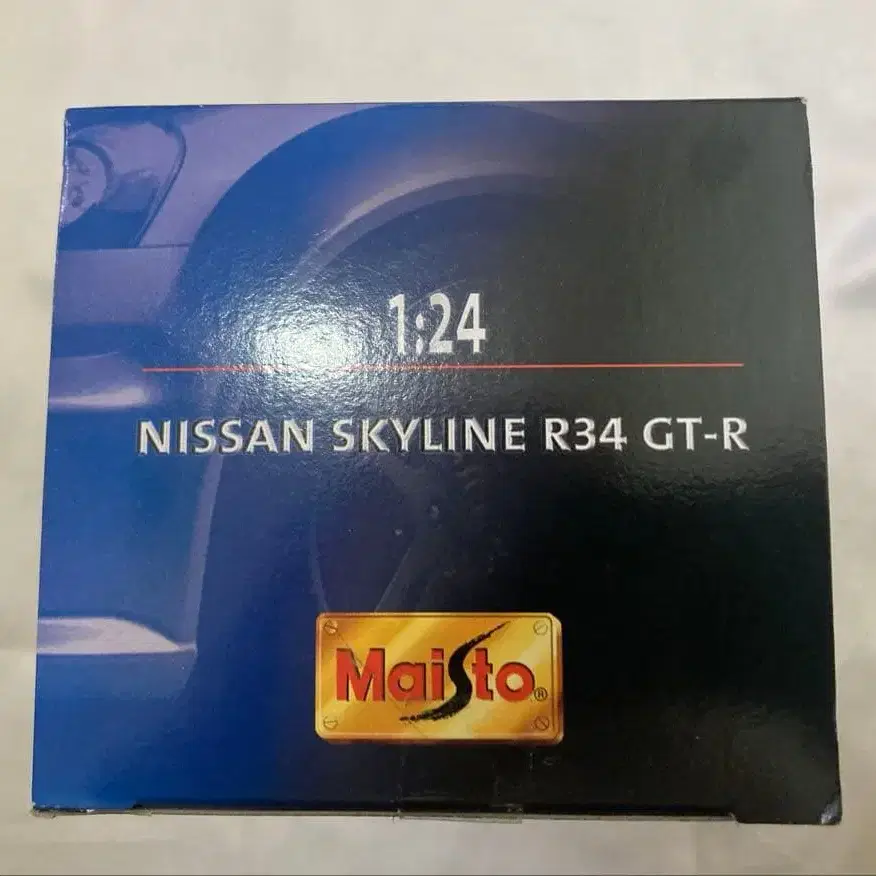 1:24
NISSAN SKYLINE R34 GT-R
Maisto®